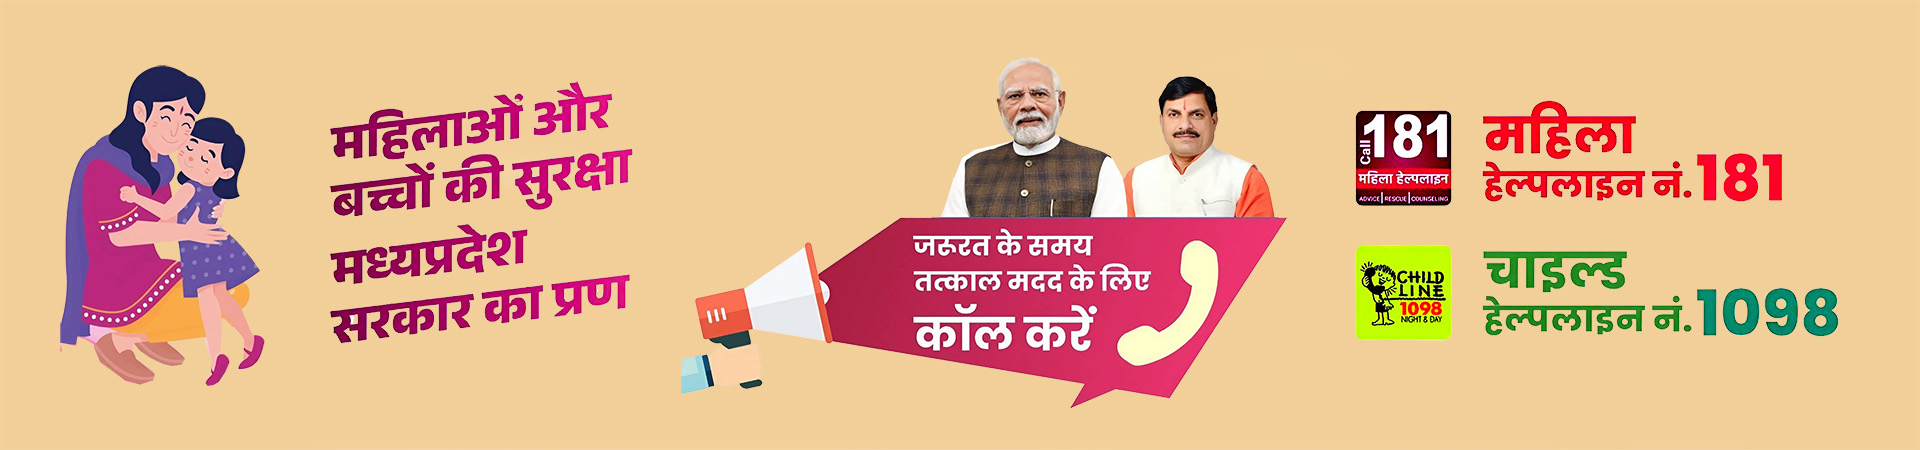 महिलाओं और
बच्चों की सुरक्षा
मध्यप्रदेश
सरकार का प्रण
जरूरत के समय
तत्काल मदद के लिए
कॉल करें
Call 181
महिला हेल्पलाइन
ADVICE | RESCUE | COUNSELING
महिला
हेल्पलाइन नं. 181
CHILD
LINE
1098
NIGHT & DAY
चाइल्ड
हेल्पलाइन नं. 1098